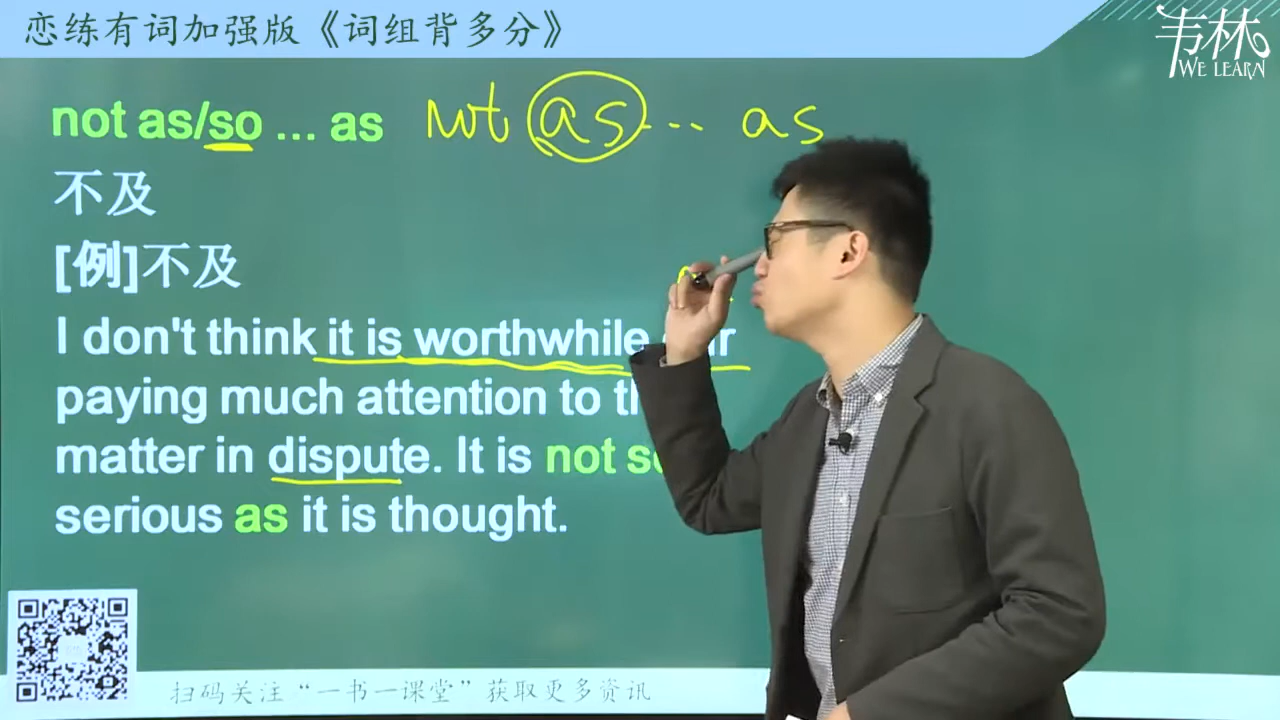 恋练有词加强版《词组背多分》
韦林
WE LEARN
not as/so ... as
not as ... as
不及
[例]不及
I don't think it is worthwhile
paying much attention to
matter in dispute. It is not
serious as it is thought.
扫码关注“一书一课堂”获取更多资讯